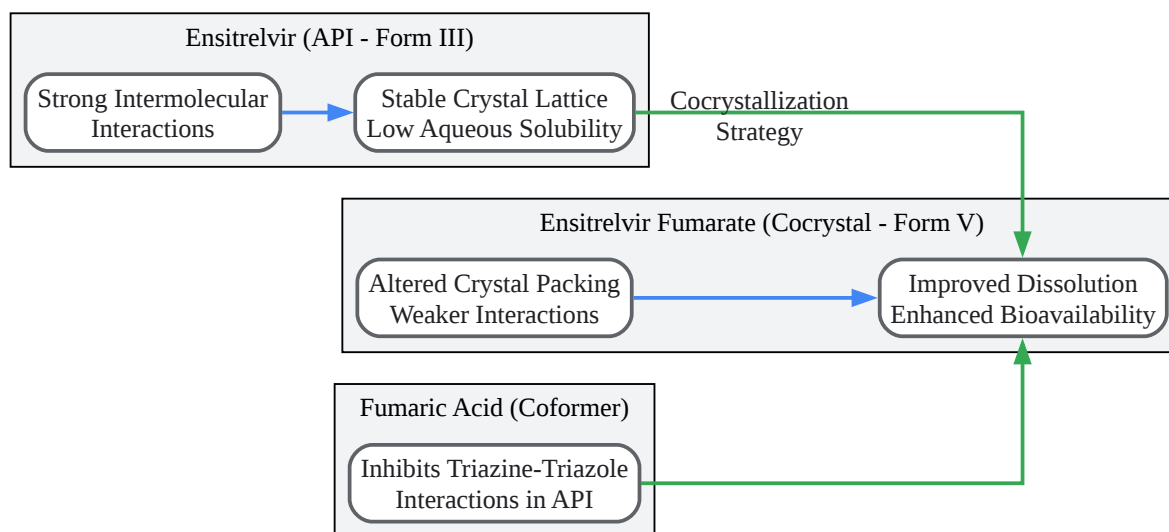 Ensitrelvir (API - Form III)
Strong Intermolecular
Interactions
Stable Crystal Lattice
Low Aqueous Solubility
Cocrystallization
Strategy
Ensitrelvir Fumarate (Cocrystal - Form V)
Altered Crystal Packing
Weaker Interactions
Improved Dissolution
Enhanced Bioavailability
Fumaric Acid (Coformer)
Inhibits Triazine-Triazole
Interactions in API